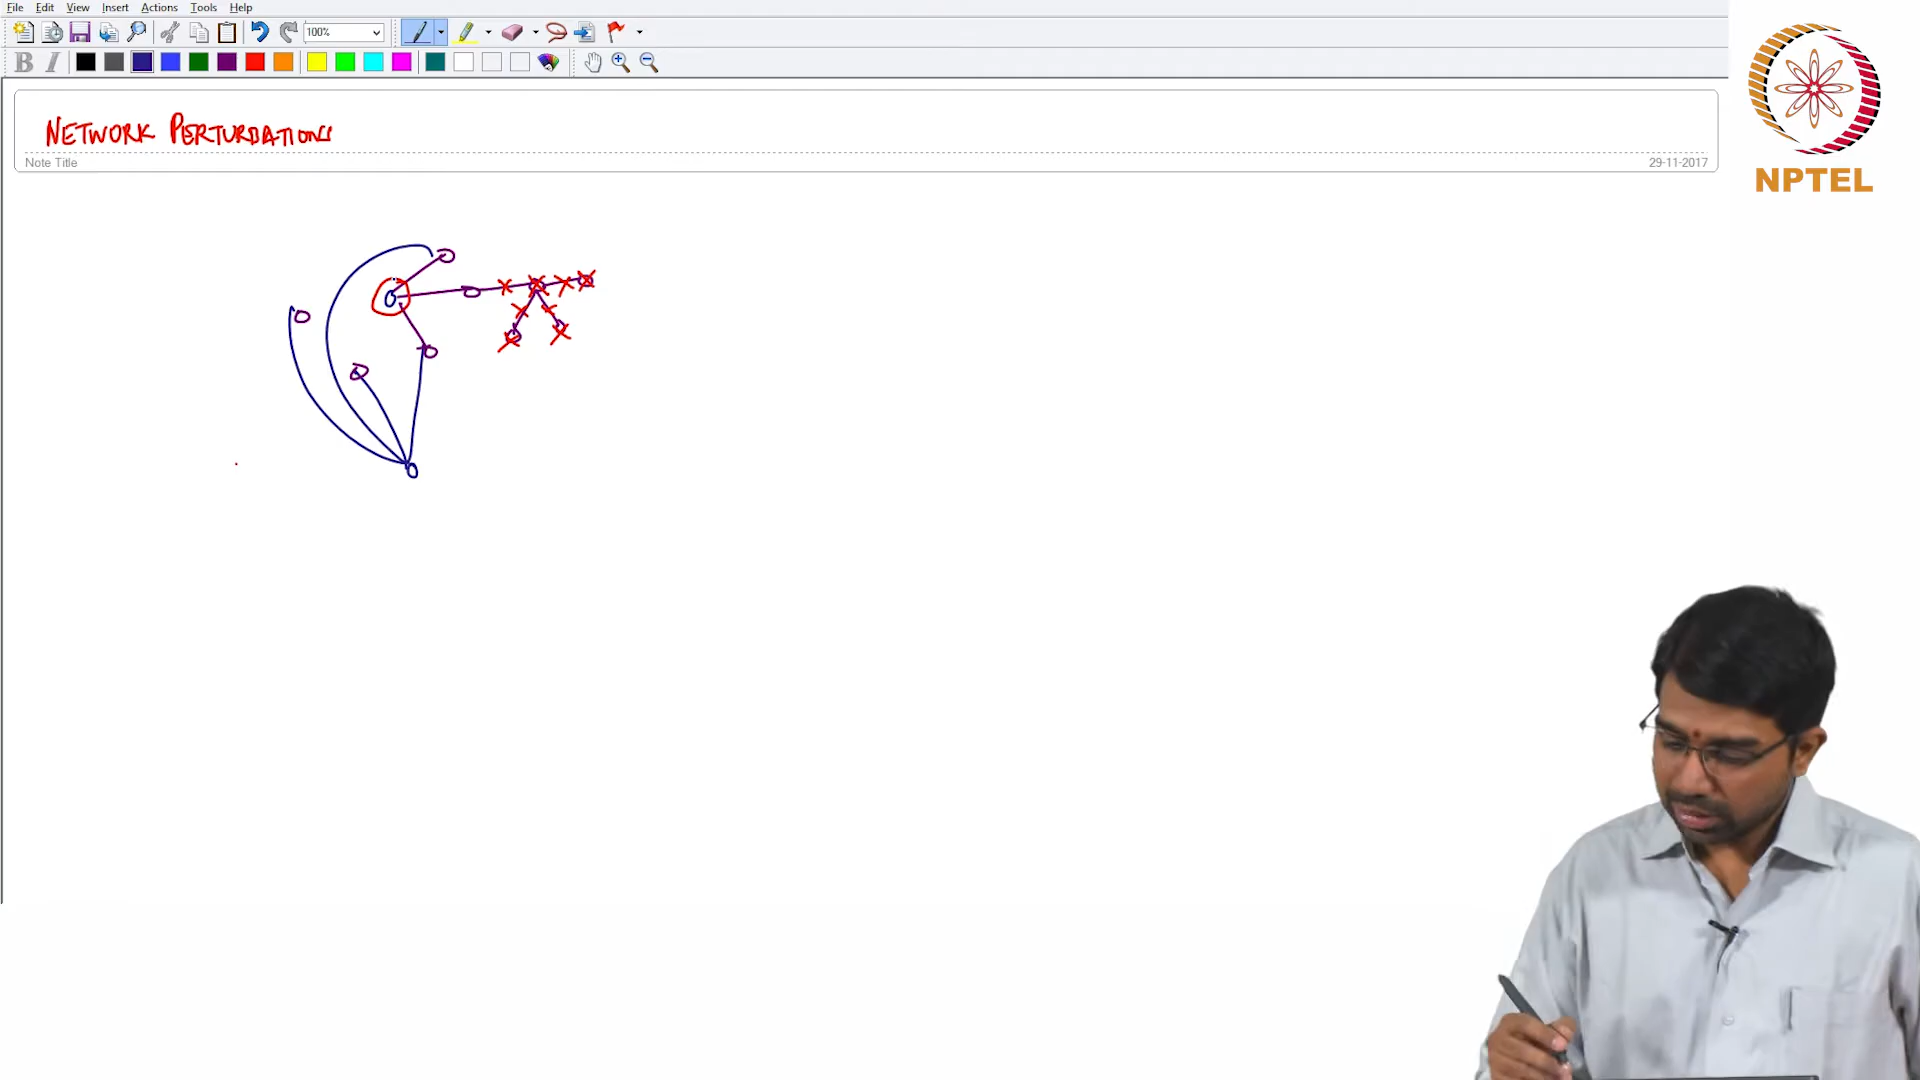 File Edit View Insert Actions Tools Help
100%
B I
NETWORK PERTURBATIONS
Note Title
29-11-2017
NPTEL